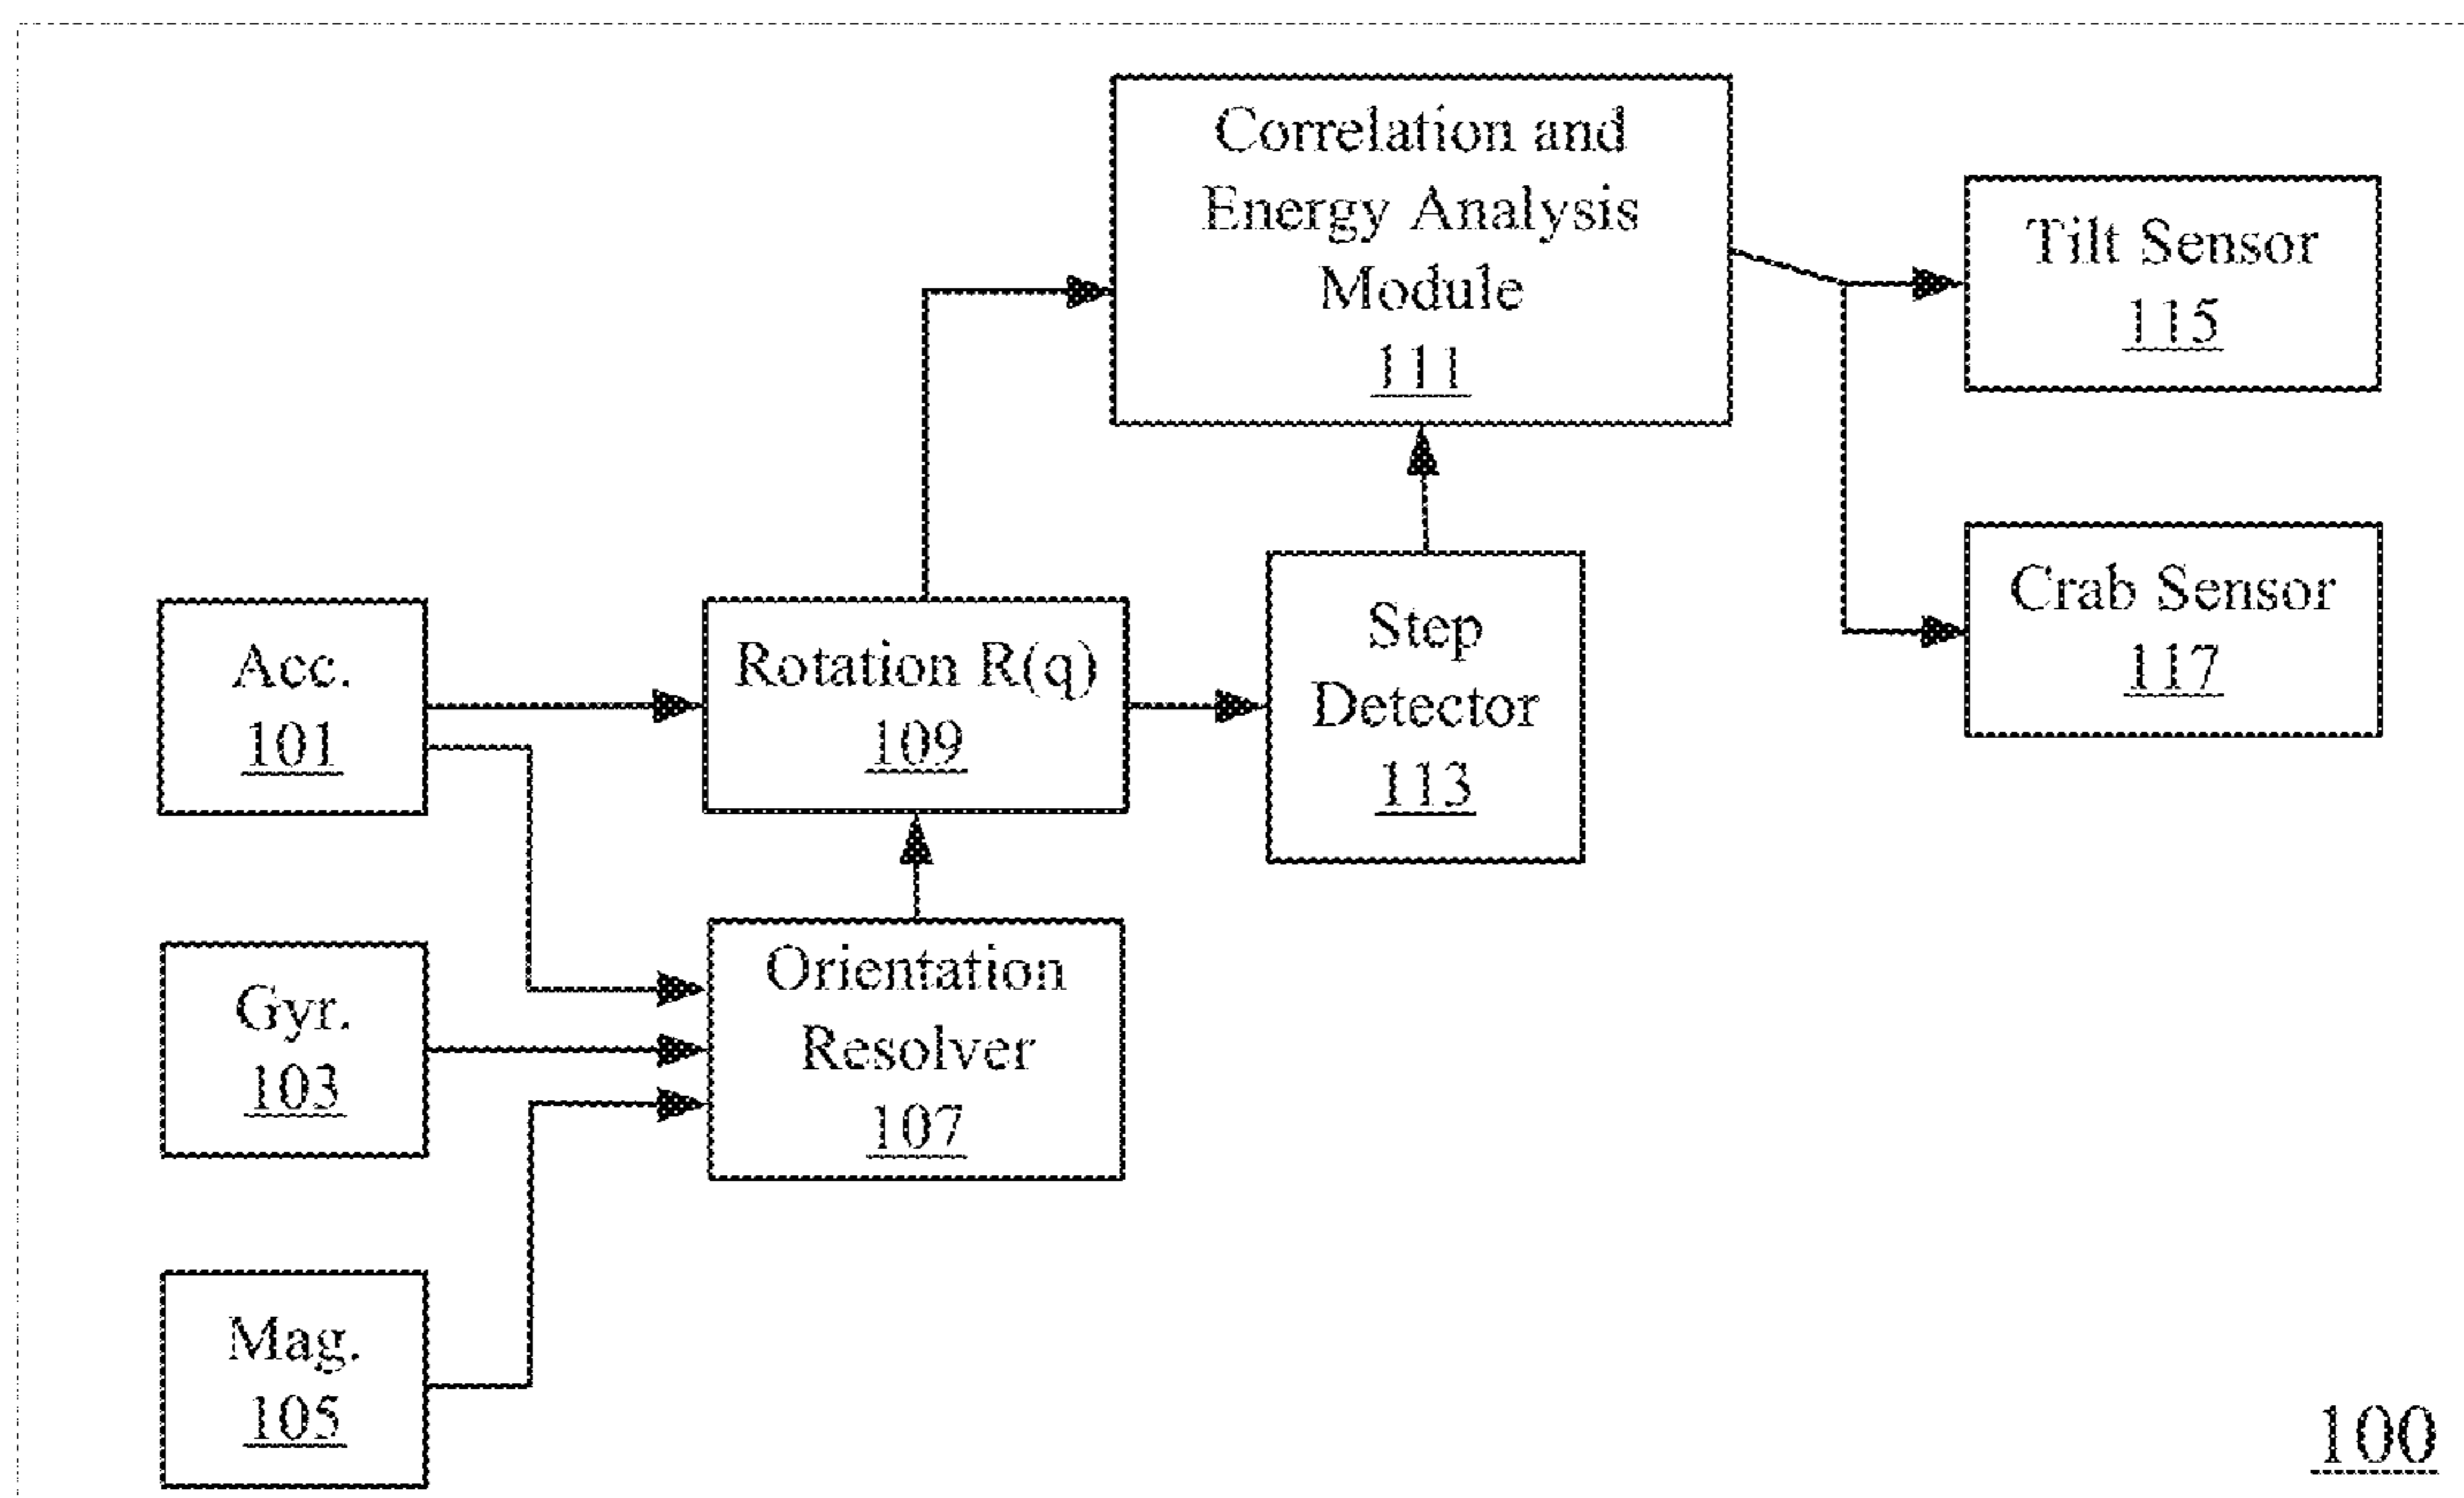 Correlation and
Energy Analysis
Module
111
Tilt Sensor
115
Crab Sensor
117
Step
Detector
113
Rotation R(q)
109
Acc.
101
Orientation
Resolver
107
Gyr.
103
Mag.
105
100